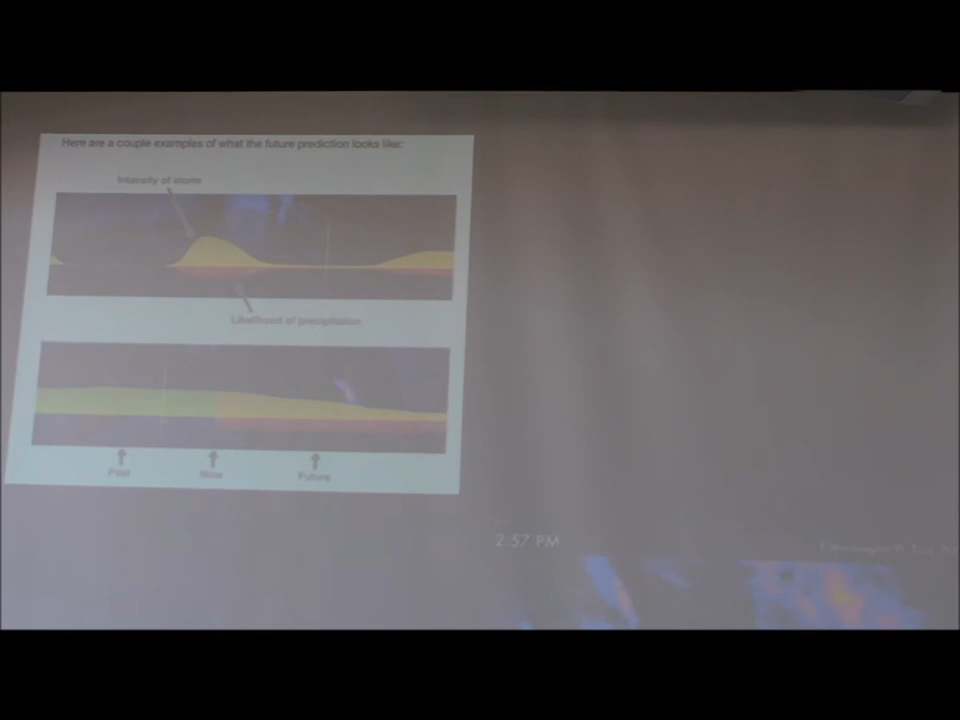 Here are a couple examples of what the future prediction looks like:
Intensity of storm
Likelihood of precipitation
Past
Now
Future
2:57 PM